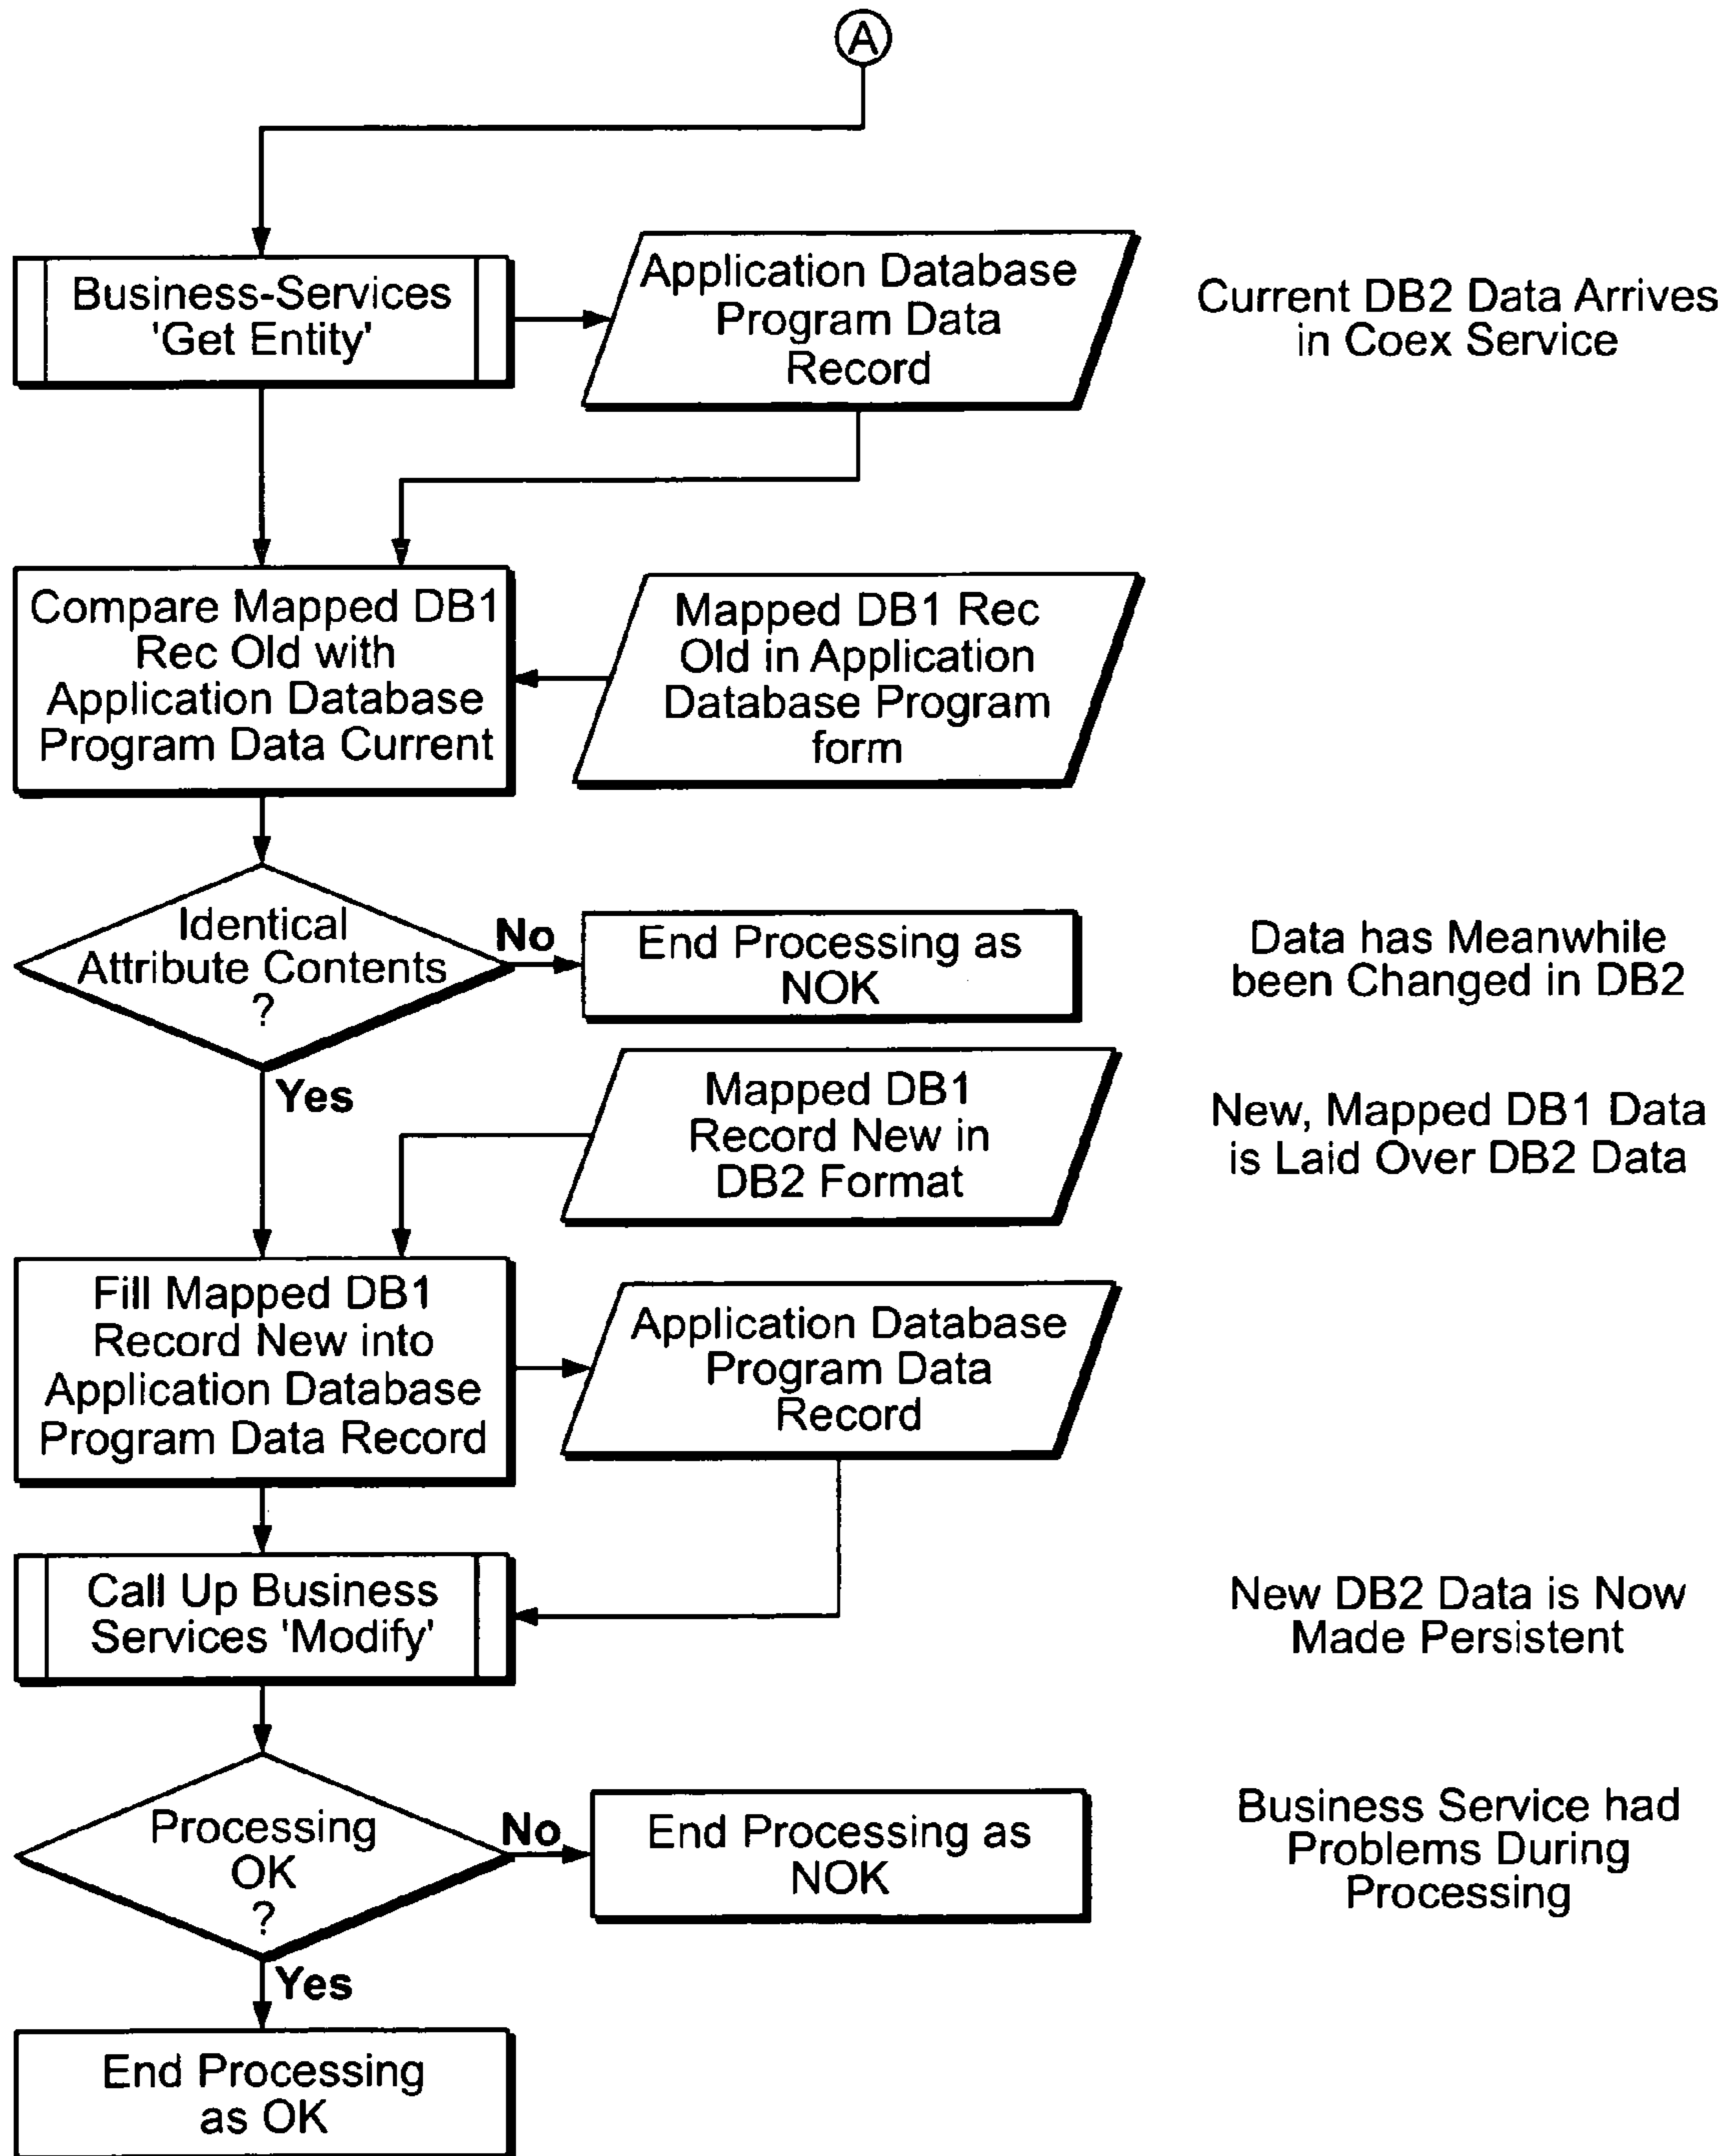 A
Business-Services
'Get Entity'
Application Database
Program Data
Record
Current DB2 Data Arrives
in Coex Service
Compare Mapped DB1
Rec Old with
Application Database
Program Data Current
Mapped DB1 Rec
Old in Application
Database Program
form
Identical
Attribute Contents
?
No
End Processing as
NOK
Data has Meanwhile
been Changed in DB2
Yes
Mapped DB1
Record New in
DB2 Format
New, Mapped DB1 Data
is Laid Over DB2 Data
Fill Mapped DB1
Record New into
Application Database
Program Data Record
Application Database
Program Data
Record
Call Up Business
Services 'Modify'
New DB2 Data is Now
Made Persistent
Processing
OK
?
No
End Processing as
NOK
Business Service had
Problems During
Processing
Yes
End Processing
as OK